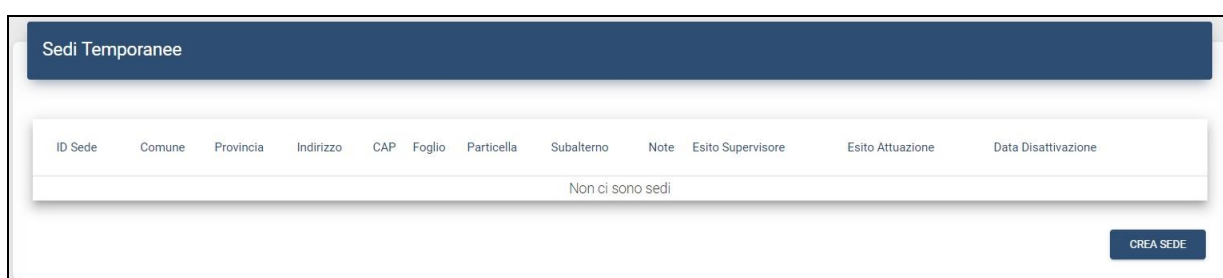 Sedi Temporanee
ID Sede Comune Provincia Indirizzo CAP Foglio Particella Subalterno Note Esito Supervisore Esito Attuazione Data Disattivazione
Non ci sono sedi
CREA SEDE